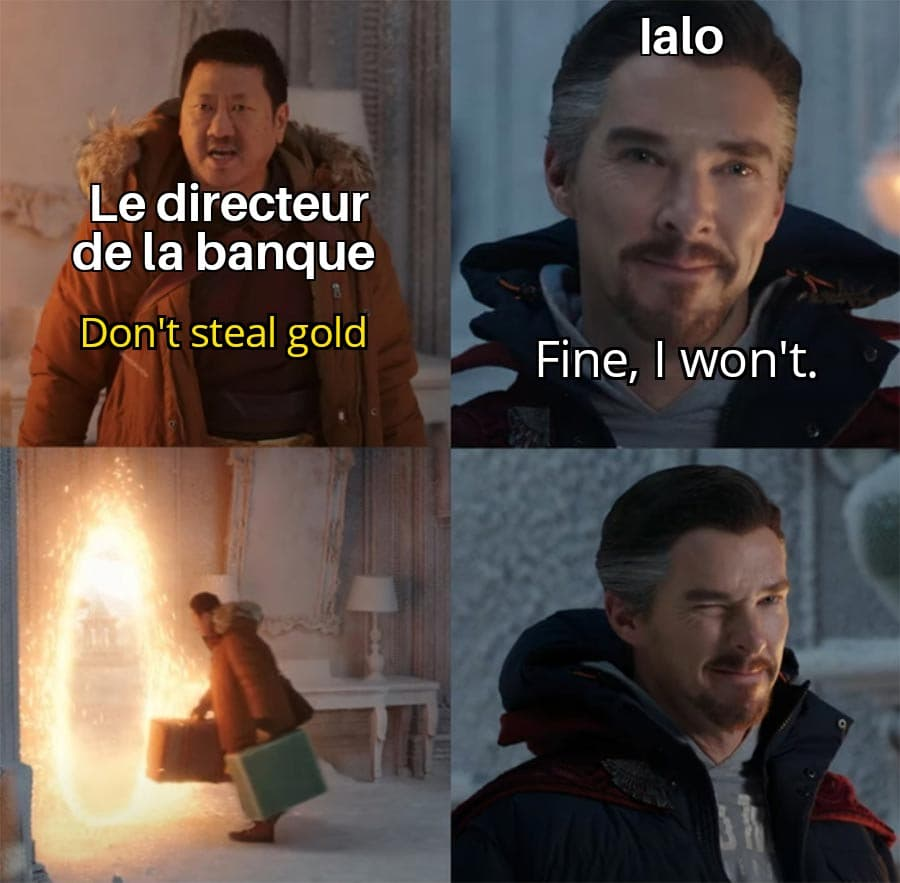 Le directeur
de la banque
Don't steal gold
lalo
Fine, I won't.